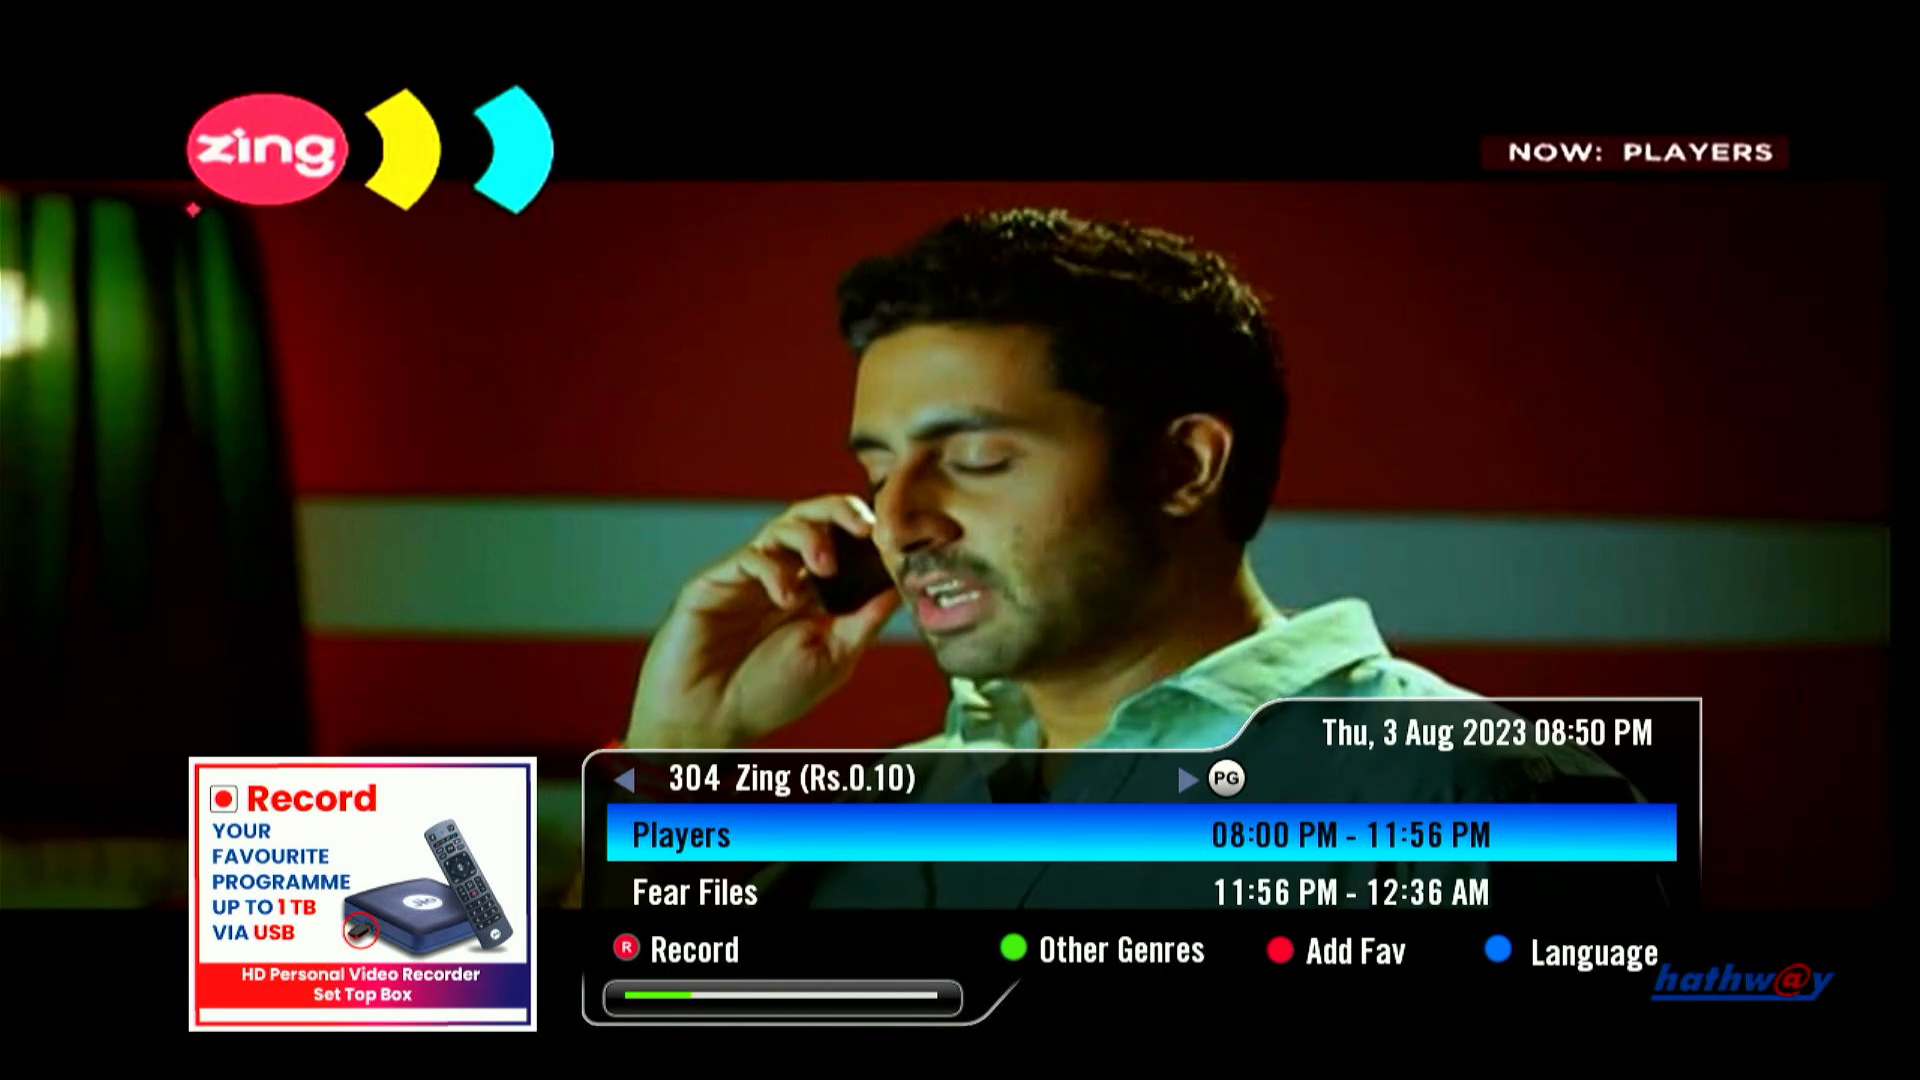 zing
NOW: PLAYERS
Thu, 3 Aug 2023 08:50 PM
304 Zing (Rs.0.10)
PG
Players 08:00 PM - 11:56 PM
Fear Files 11:56 PM - 12:36 AM
R Record Other Genres Add Fav Language
hathw@y
Record
YOUR
FAVOURITE
PROGRAMME
UP TO 1 TB
VIA USB
HD Personal Video Recorder
Set Top Box